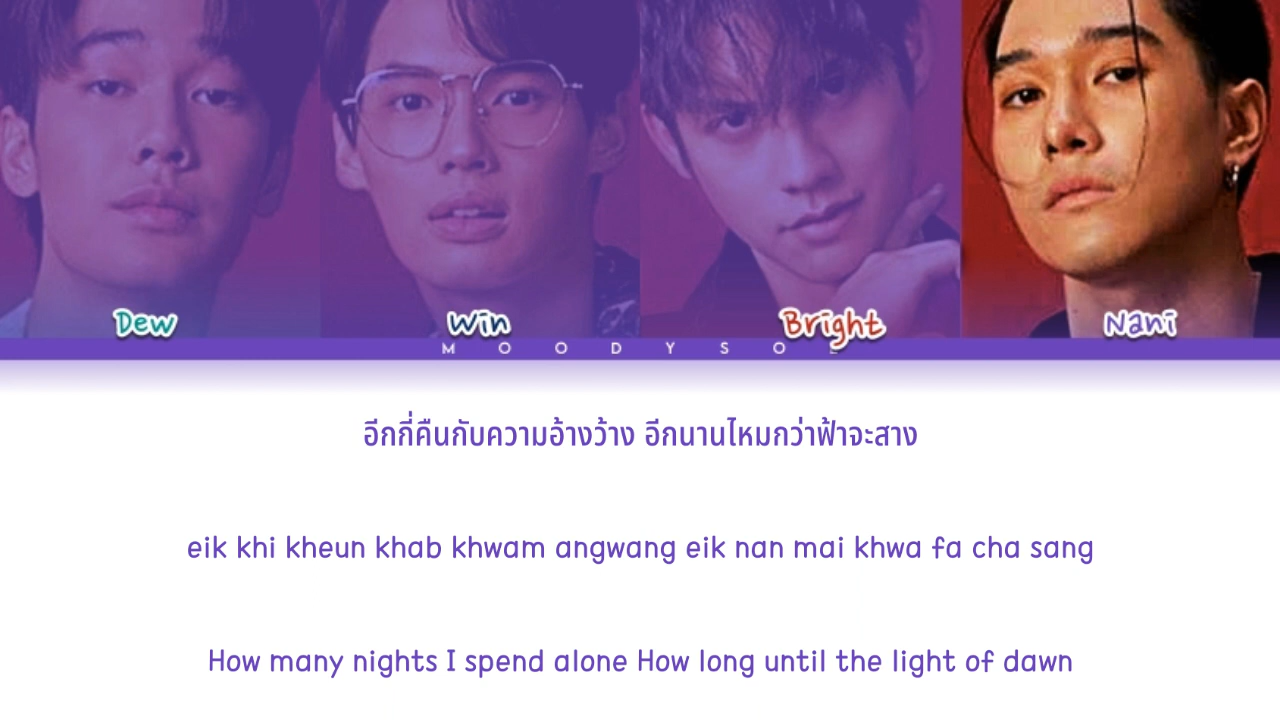 Dew Win Bright Nani
MOODYSOL
อีกกี่คืนกับความอ้างว้าง อีกนานไหมกว่าฟ้าจะสาง
eik khi kheun khab khwam angwang eik nan mai khwa fa cha sang
How many nights I spend alone How long until the light of dawn